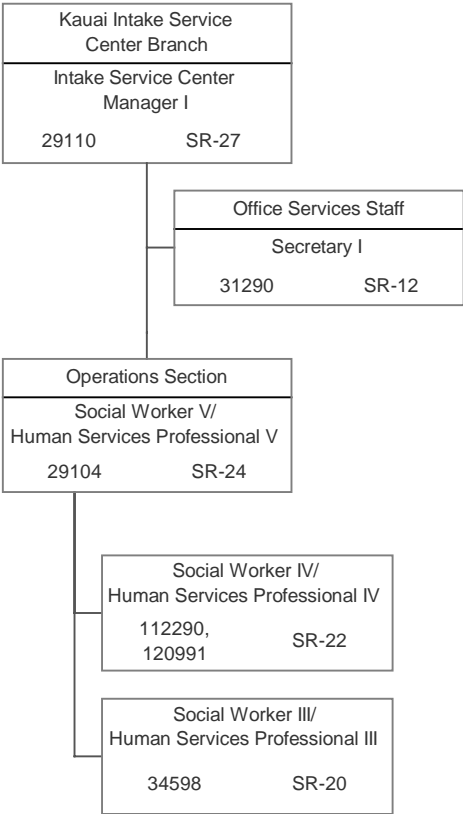 Kauai Intake Service
Center Branch
Intake Service Center
Manager I
29110 SR-27
Office Services Staff
Secretary I
31290 SR-12
Operations Section
Social Worker V/
Human Services Professional V
29104 SR-24
Social Worker IV/
Human Services Professional IV
112290,
120991
SR-22
Social Worker III/
Human Services Professional III
34598 SR-20